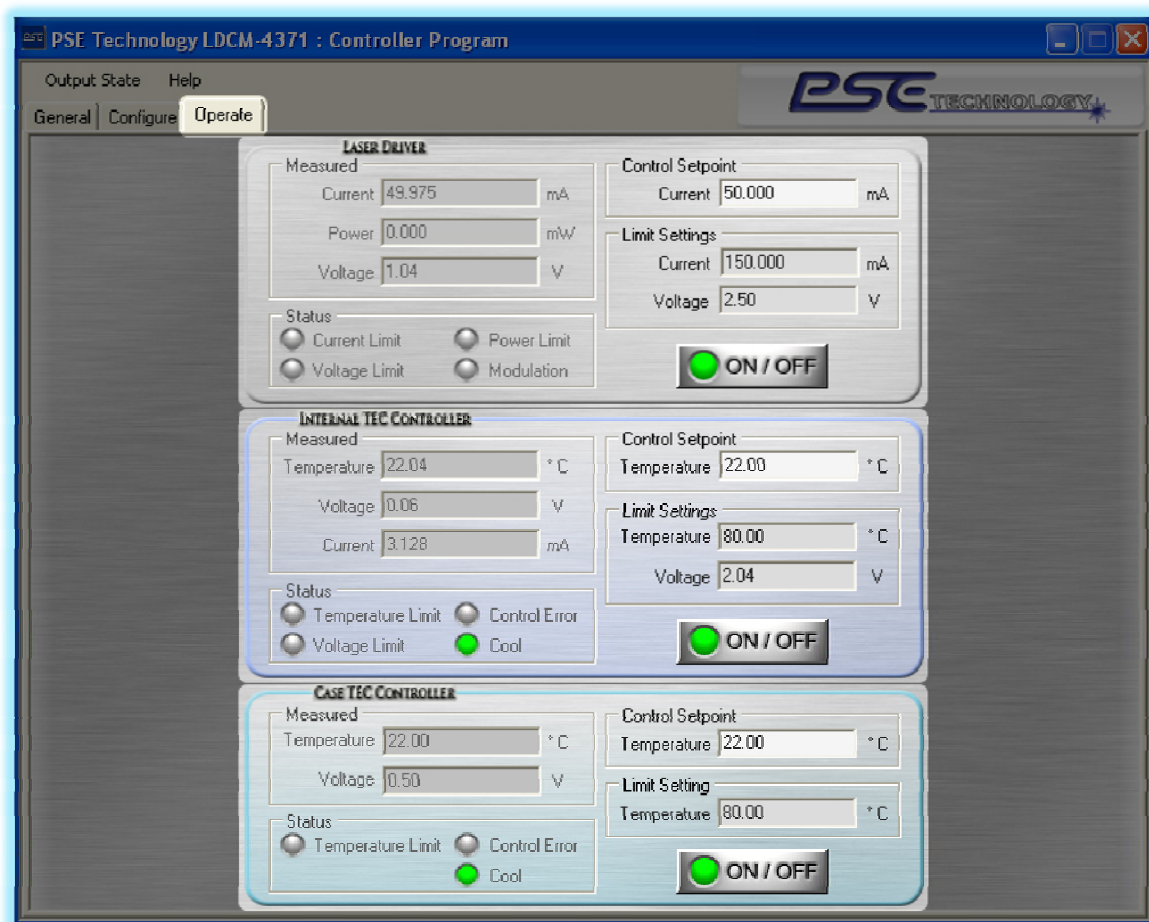 PSE PSE Technology LDCM-4371 : Controller Program
Output State Help
PSE TECHNOLOGY
General Configure Operate
LASER DRIVER
Measured
Current 49.975 mA
Power 0.000 mW
Voltage 1.04 V
Status
Current Limit Power Limit
Voltage Limit Modulation
Control Setpoint
Current 50.000 mA
Limit Settings
Current 150.000 mA
Voltage 2.50 V
ON / OFF
INTERNAL TEC CONTROLLER
Measured
Temperature 22.04 °C
Voltage 0.06 V
Current 3.128 mA
Status
Temperature Limit Control Error
Voltage Limit Cool
Control Setpoint
Temperature 22.00 °C
Limit Settings
Temperature 80.00 °C
Voltage 2.04 V
ON / OFF
CASE TEC CONTROLLER
Measured
Temperature 22.00 °C
Voltage 0.50 V
Status
Temperature Limit Control Error
Cool
Control Setpoint
Temperature 22.00 °C
Limit Setting
Temperature 80.00 °C
ON / OFF